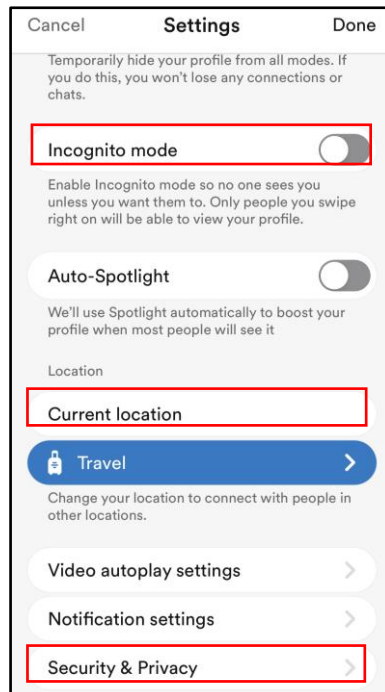 Cancel Settings Done
Temporarily hide your profile from all modes. If
you do this, you won't lose any connections or
chats.
Incognito mode
Enable Incognito mode so no one sees you
unless you want them to. Only people you swipe
right on will be able to view your profile.
Auto-Spotlight
We'll use Spotlight automatically to boost your
profile when most people will see it
Location
Current location
Travel
Change your location to connect with people in
other locations.
Video autoplay settings
Notification settings
Security & Privacy